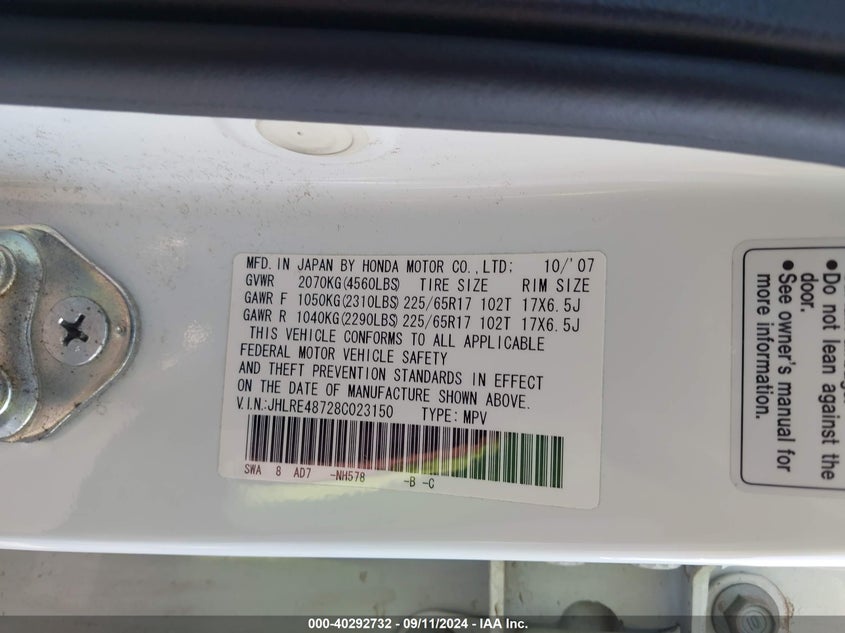 MFD. IN JAPAN BY HONDA MOTOR CO.,LTD: 10/'07
GVWR 2070KG(4560LBS) TIRE SIZE RIM SIZE
GAWR F 1050KG(2310LBS) 225/65R17 102T 17X6.5J
GAWR R 1040KG(2290LBS) 225/65R17 102T 17X6.5J
THIS VEHICLE CONFORMS TO ALL APPLICABLE
FEDERAL MOTOR VEHICLE SAFETY
AND THEFT PREVENTION STANDARDS IN EFFECT
ON THE DATE OF MANUFACTURE SHOWN ABOVE.
V.I.N:JHLRE48728C023150 TYPE: MPV
SWA 8 AD7 -NH578 -B -C
• Do not lean against the
door.
• See owner's manual for
more information.
000-40292732 - 09/11/2024 - IAA Inc.